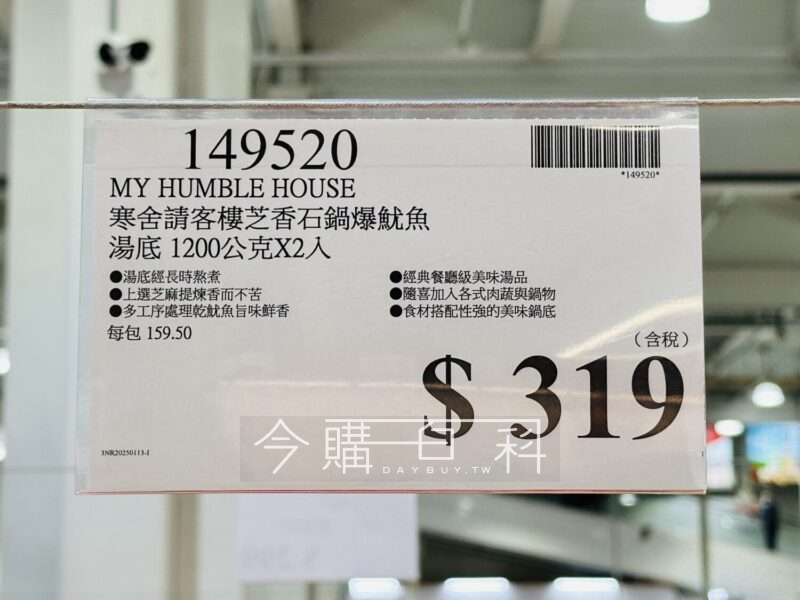 149520
*149520*
MY HUMBLE HOUSE
寒舍請客樓芝香石鍋爆魷魚
湯底 1200公克X2入
●湯底經長時熬煮
●上選芝麻提煉香而不苦
●多工序處理乾魷魚旨味鮮香
●經典餐廳級美味湯品
●隨喜加入各式肉蔬與鍋物
●食材搭配性強的美味鍋底
每包 159.50
（含稅）
$ 319
3NR20250113-1
今購百科
DAYBUY.TW